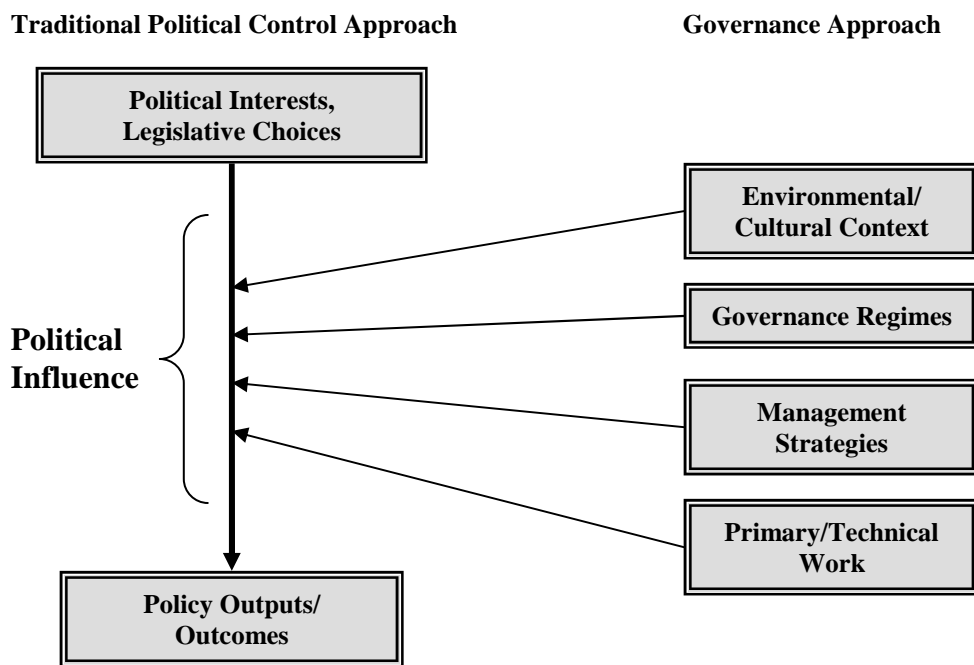 Traditional Political Control Approach
Governance Approach
Political Interests,
Legislative Choices
Environmental/
Cultural Context
Governance Regimes
Political
Influence
Management
Strategies
Primary/Technical
Work
Policy Outputs/
Outcomes